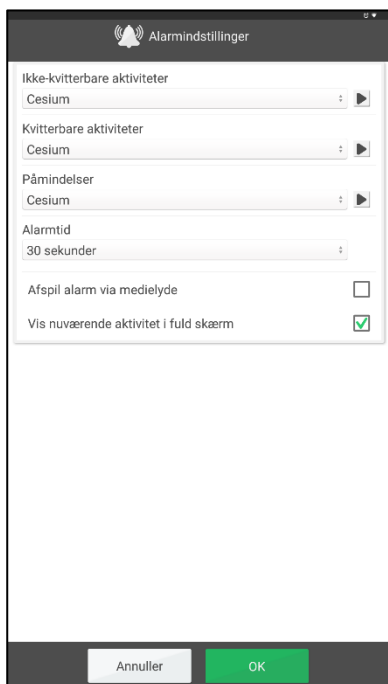 Alarmindstillinger
Ikke-kvitterbare aktiviteter
Cesium
Kvitterbare aktiviteter
Cesium
Påmindelser
Cesium
Alarmtid
30 sekunder
Afspil alarm via medielyde
Vis nuværende aktivitet i fuld skærm
Annuller
OK